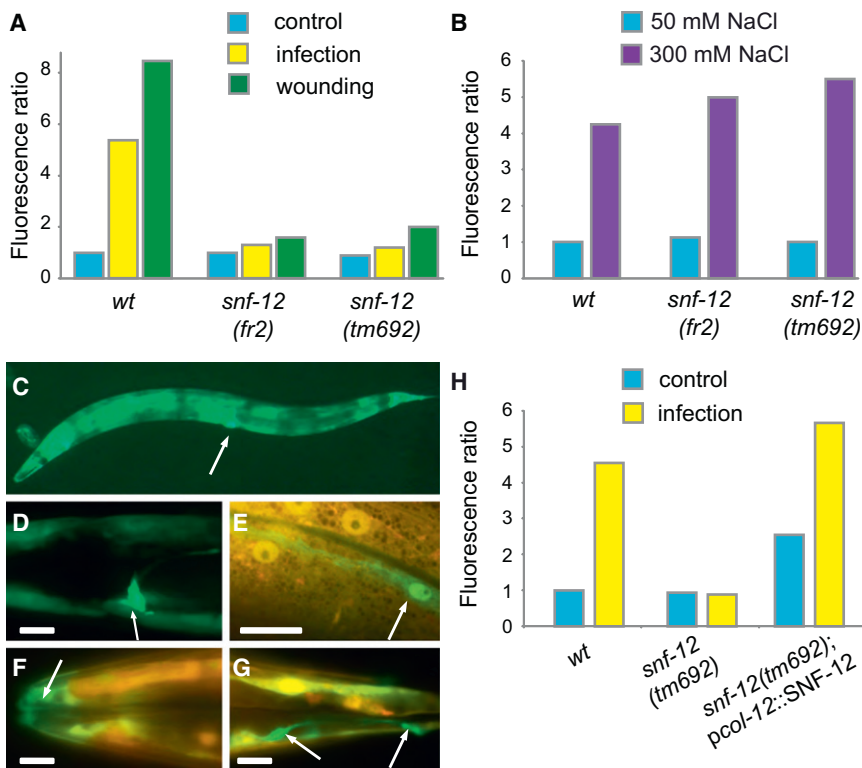 A
control
infection
wounding
Fluorescence ratio
8
6
4
2
0
wt
snf-12
(fr2)
snf-12
(tm692)
B
50 mM NaCl
300 mM NaCl
Fluorescence ratio
6
5
4
3
2
1
0
wt
snf-12
(fr2)
snf-12
(tm692)
C
D
E
F
G
H
control
infection
Fluorescence ratio
6
5
4
3
2
1
0
wt
snf-12
(tm692)
snf-12(tm692);
pcol-12::SNF-12